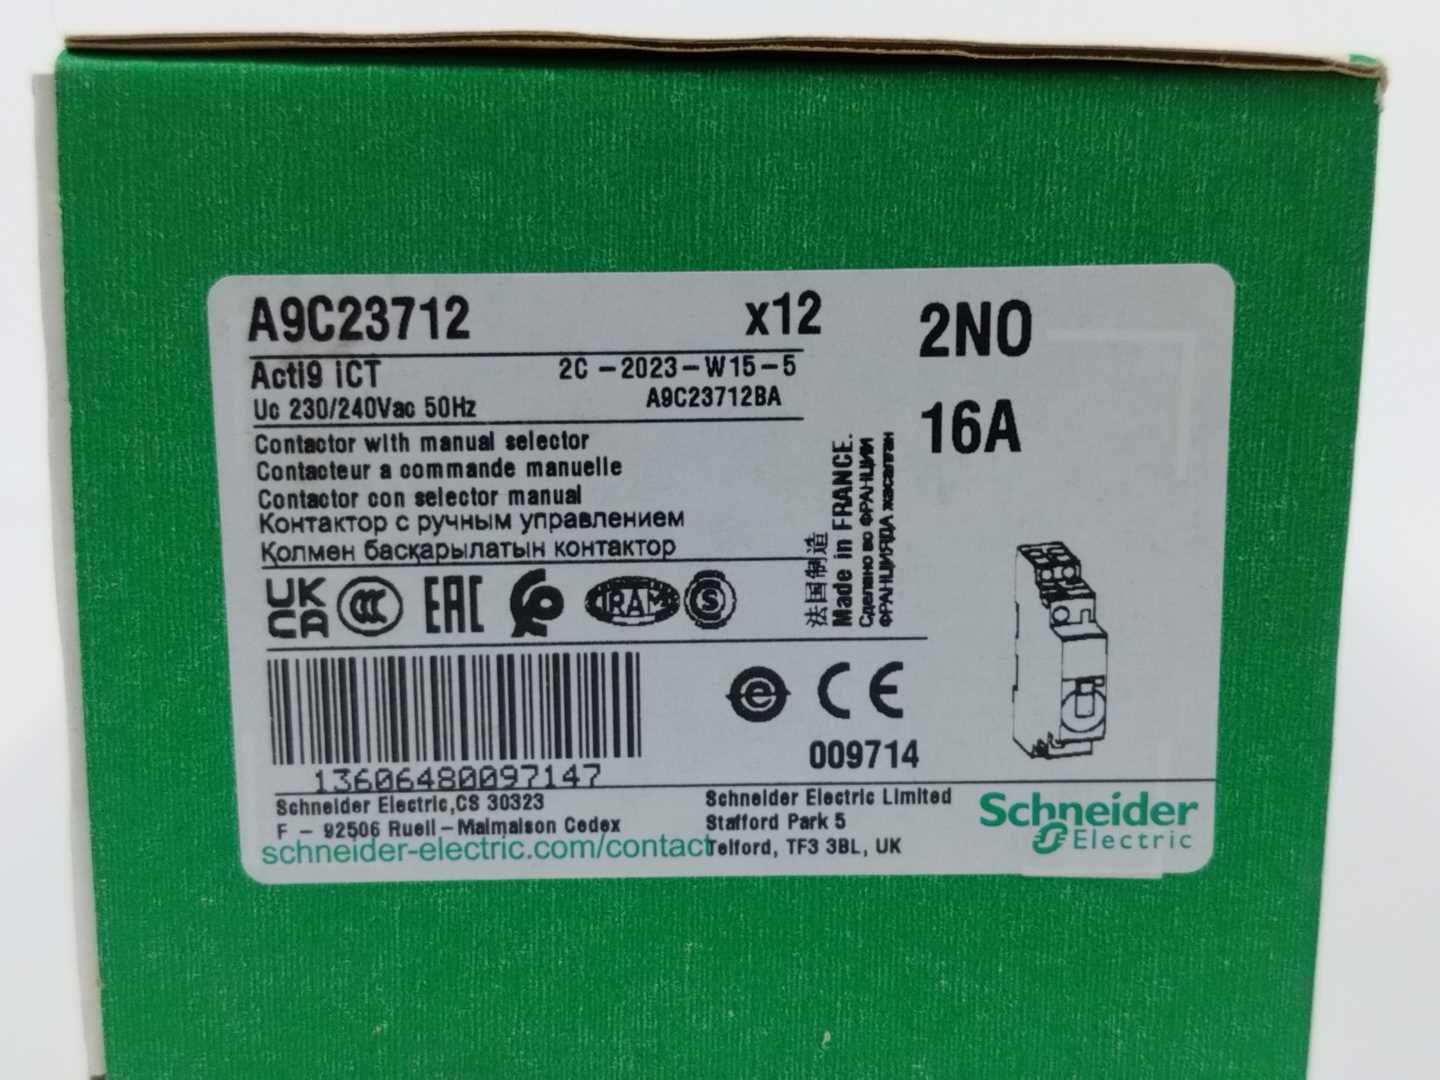 A9C23712 x12
2NO
Acti9 iCT 2C-2023-W15-5
Uc 230/240Vac 50Hz A9C23712BA
16A
Contactor with manual selector
Contacteur a commande manuelle
Contactor con selector manual
Контактор с ручным управлением
Қолмен басқарылатын контактор
法国制造
Made in FRANCE.
Сделано во ФРАНЦИИ
ФРАНЦИЯДА жасалған
UK
CA
CCC
EAC
IRAM
S
e
CE
009714
13606480097147
Schneider Electric,CS 30323
F - 92506 Rueil-Malmaison Cedex
schneider-electric.com/contact
Schneider Electric Limited
Stafford Park 5
Telford, TF3 3BL, UK
Schneider
Electric